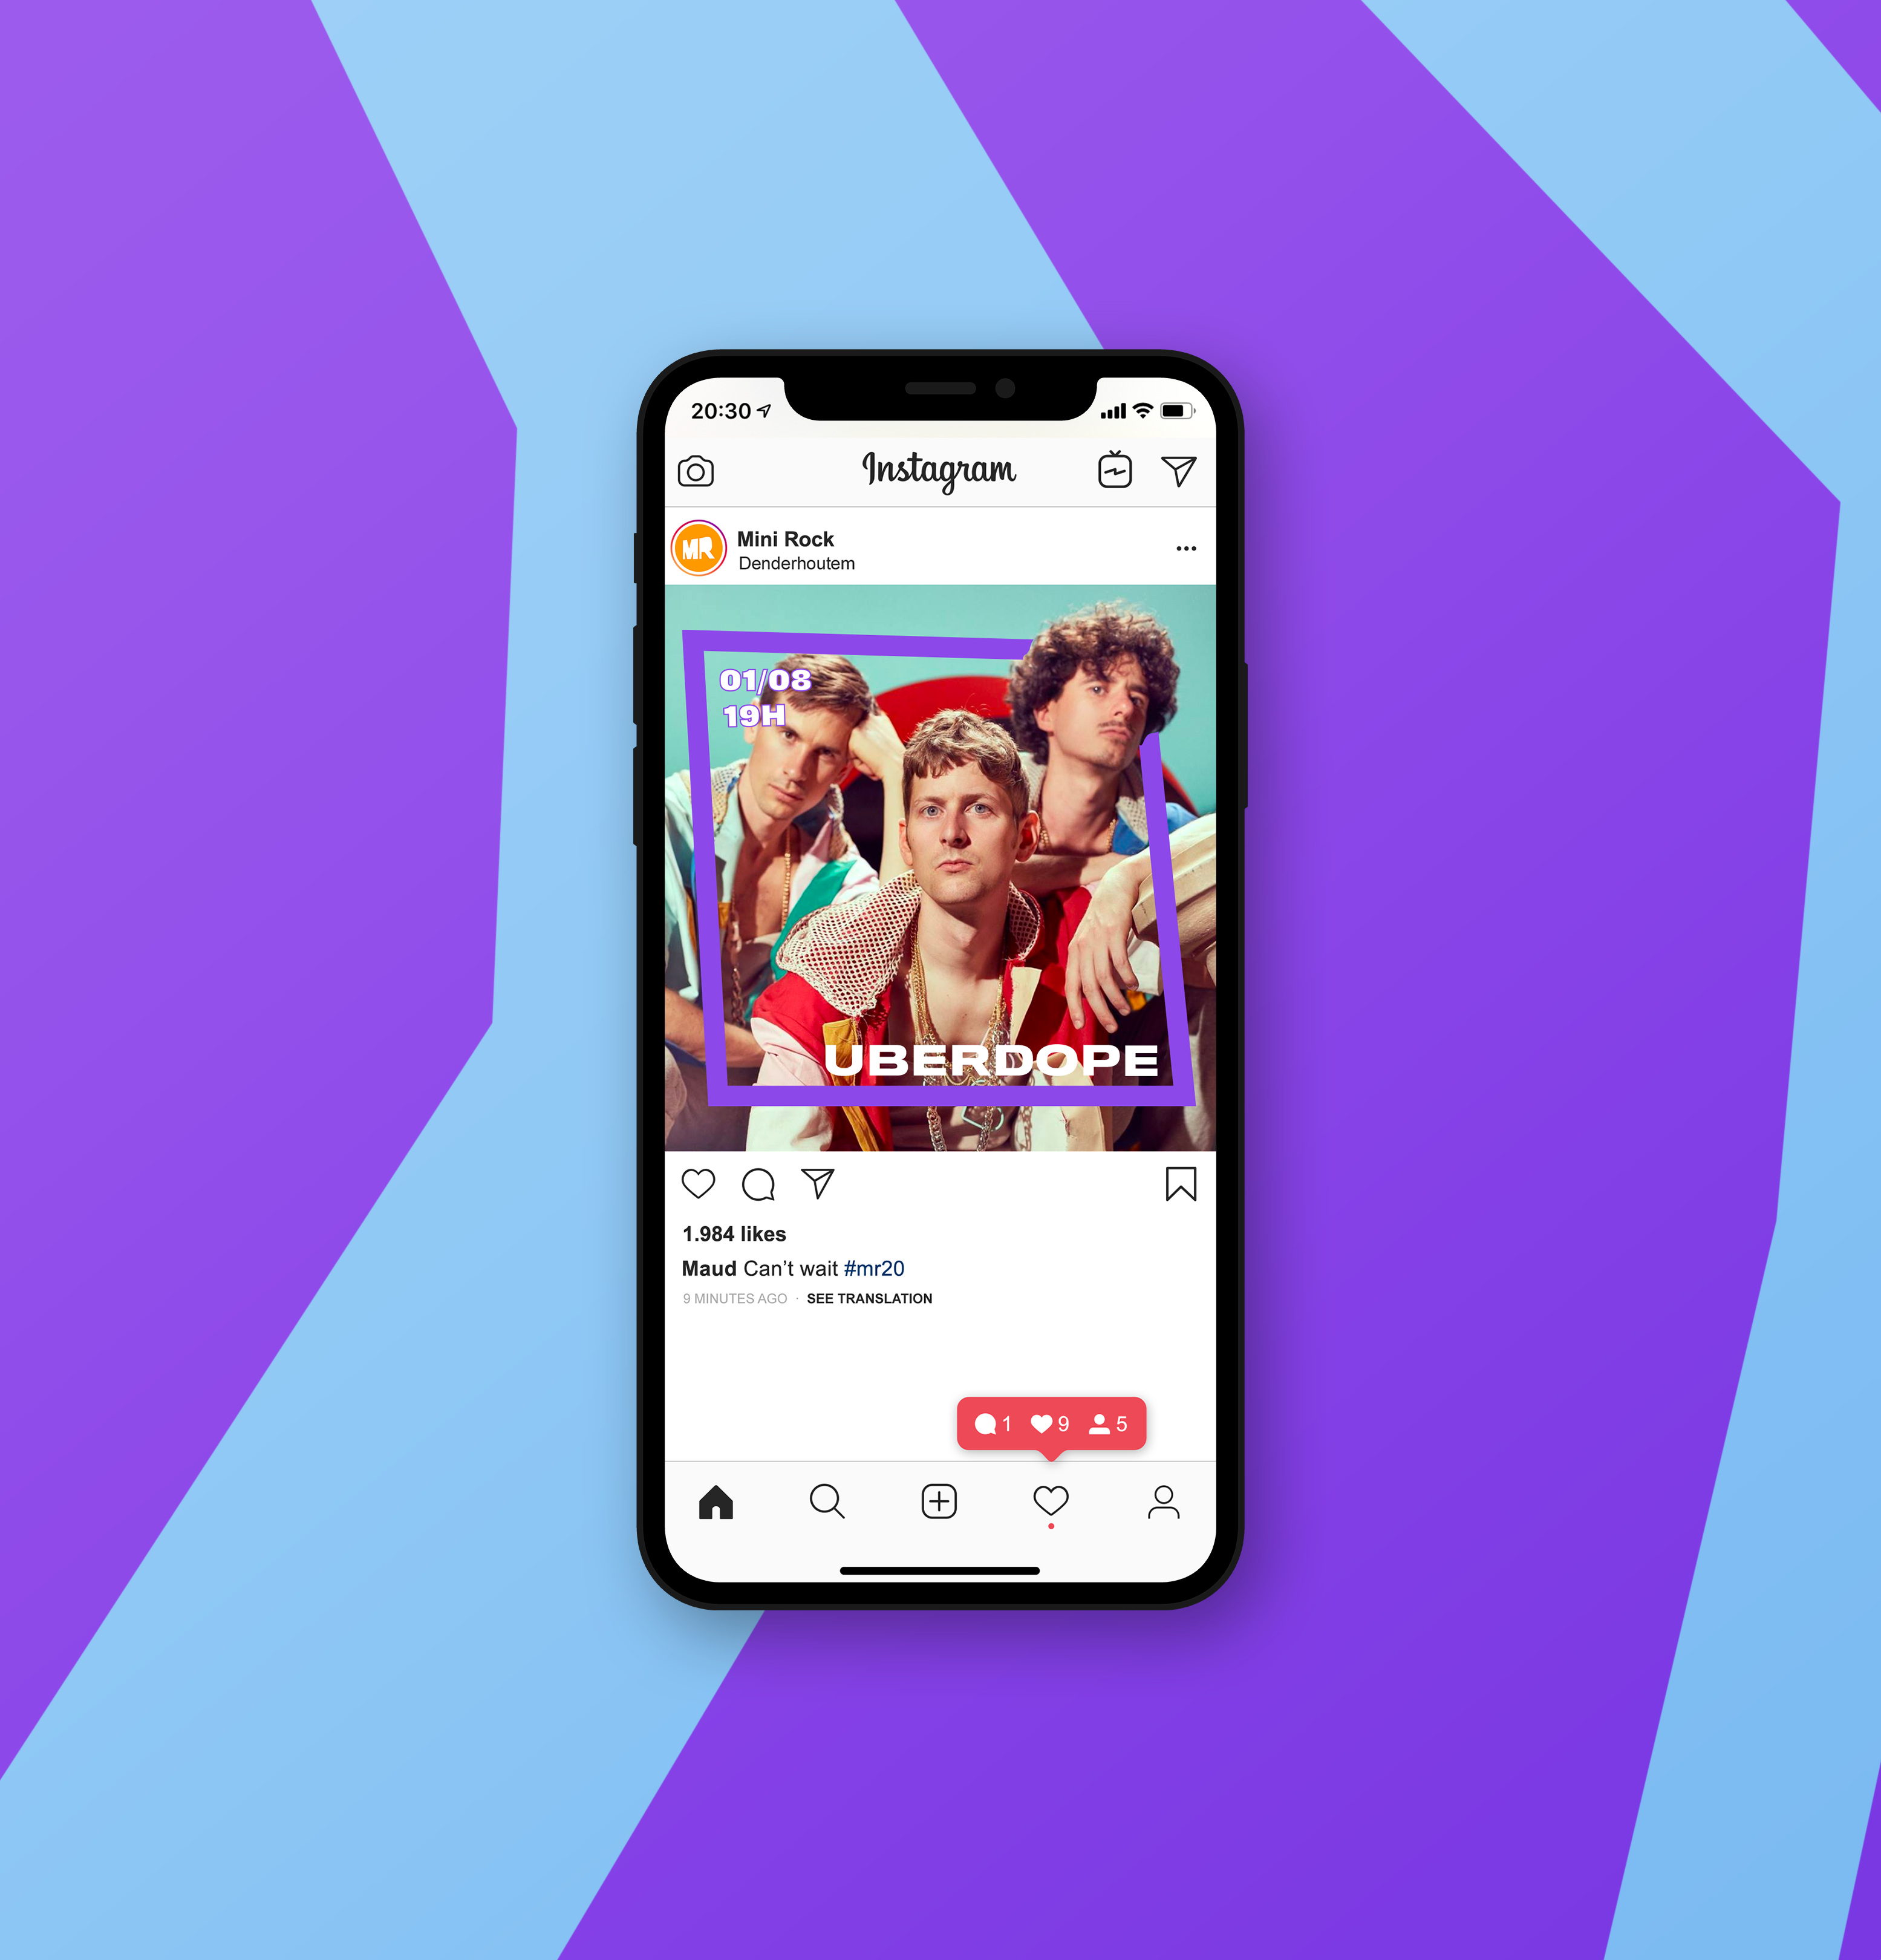 20:30
Instagram
MR
Mini Rock
Denderhoutem
01/08
19H
UBERDOPE
1.984 likes
Maud Can’t wait #mr20
9 MINUTES AGO · SEE TRANSLATION
1 9 5